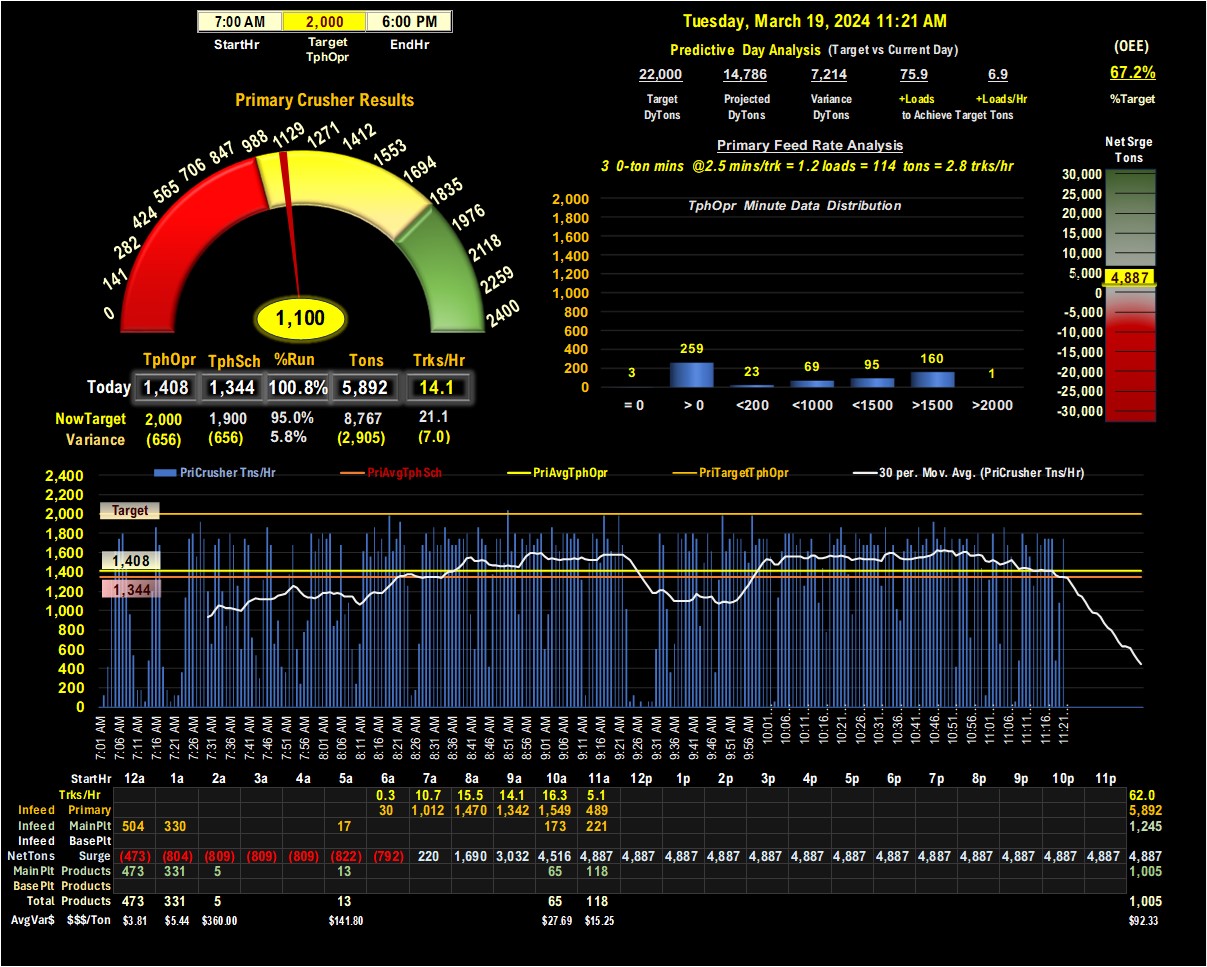 7:00 AM 2,000 6:00 PM
StartHr Target TphOpr EndHr
Tuesday, March 19, 2024 11:21 AM
Predictive Day Analysis (Target vs Current Day)
22,000 14,786 7,214 75.9 6.9
Target Projected Variance +Loads +Loads/Hr
DyTons DyTons DyTons to Achieve Target Tons
(OEE)
67.2%
%Target
Primary Crusher Results
0 141 282 424 565 706 847 988 1129 1271 1412 1553 1694 1835 1976 2118 2259 2400
1,100
TphOpr TphSch %Run Tons Trks/Hr
Today 1,408 1,344 100.8% 5,892 14.1
NowTarget 2,000 1,900 95.0% 8,767 21.1
Variance (656) (656) 5.8% (2,905) (7.0)
Primary Feed Rate Analysis
3 0-ton mins @2.5 mins/trk = 1.2 loads = 114 tons = 2.8 trks/hr
TphOpr Minute Data Distribution
2,000
1,800
1,600
1,400
1,200
1,000
800
600
400
200
0
3 259 23 69 95 160 1
= 0 > 0 <200 <1000 <1500 >1500 >2000
Net Srge
Tons
30,000
25,000
20,000
15,000
10,000
5,000
4,887
0
-5,000
-10,000
-15,000
-20,000
-25,000
-30,000
PriCrusher Tns/Hr PriAvgTphSch PriAvgTphOpr PriTargetTphOpr 30 per. Mov. Avg. (PriCrusher Tns/Hr)
2,400
2,200
2,000
1,800
1,600
1,400
1,200
1,000
800
600
400
200
0
Target
1,408
1,344
7:01 AM 7:06 AM 7:11 AM 7:16 AM 7:21 AM 7:26 AM 7:31 AM 7:36 AM 7:41 AM 7:46 AM 7:51 AM 7:56 AM 8:01 AM 8:06 AM 8:11 AM 8:16 AM 8:21 AM 8:26 AM 8:31 AM 8:36 AM 8:41 AM 8:46 AM 8:51 AM 8:56 AM 9:01 AM 9:06 AM 9:11 AM 9:16 AM 9:21 AM 9:26 AM 9:31 AM 9:36 AM 9:41 AM 9:46 AM 9:51 AM 9:56 AM 10:01… 10:06… 10:11… 10:16… 10:21… 10:26… 10:31… 10:36… 10:41… 10:46… 10:51… 10:56… 11:01… 11:06… 11:11… 11:16… 11:21…
StartHr 12a 1a 2a 3a 4a 5a 6a 7a 8a 9a 10a 11a 12p 1p 2p 3p 4p 5p 6p 7p 8p 9p 10p 11p
Trks/Hr 0.3 10.7 15.5 14.1 16.3 5.1 62.0
Infeed Primary 30 1,012 1,470 1,342 1,549 489 5,892
Infeed MainPlt 504 330 17 173 221 1,245
Infeed BasePlt
NetTons Surge (473) (804) (809) (809) (809) (822) (792) 220 1,690 3,032 4,516 4,887 4,887 4,887 4,887 4,887 4,887 4,887 4,887 4,887 4,887 4,887 4,887 4,887 4,887
MainPlt Products 473 331 5 13 65 118 1,005
BasePlt Products
Total Products 473 331 5 13 65 118 1,005
AvgVar$ $$$/Ton $3.81 $5.44 $360.00 $141.80 $27.69 $15.25 $92.33